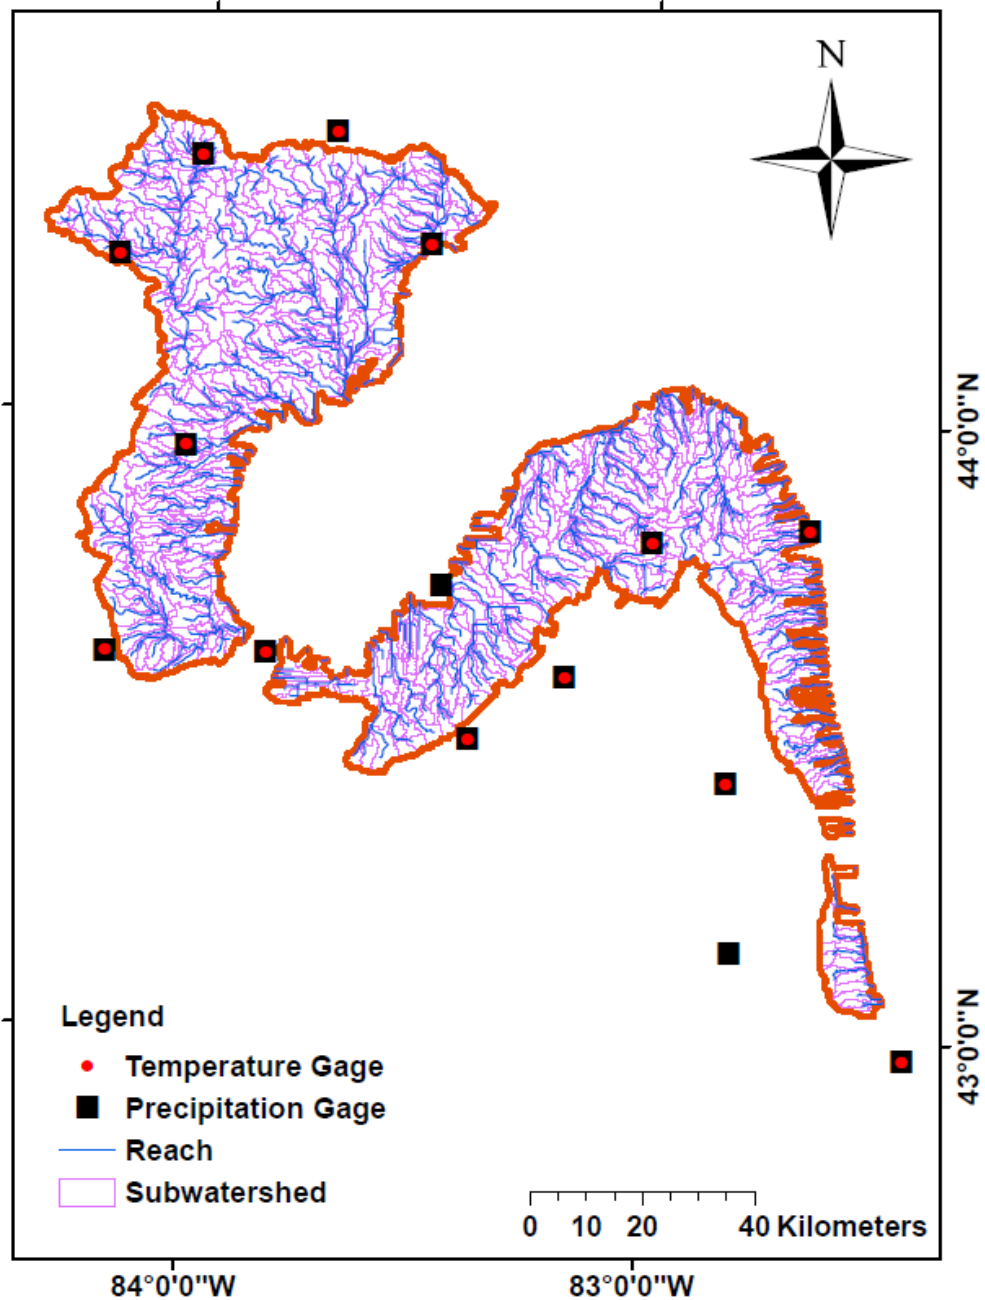 N
44°0'0"N
Legend
Temperature Gage
Precipitation Gage
Reach
Subwatershed
43°0'0"N
0 10 20 40 Kilometers
84°0'0"W 83°0'0"W